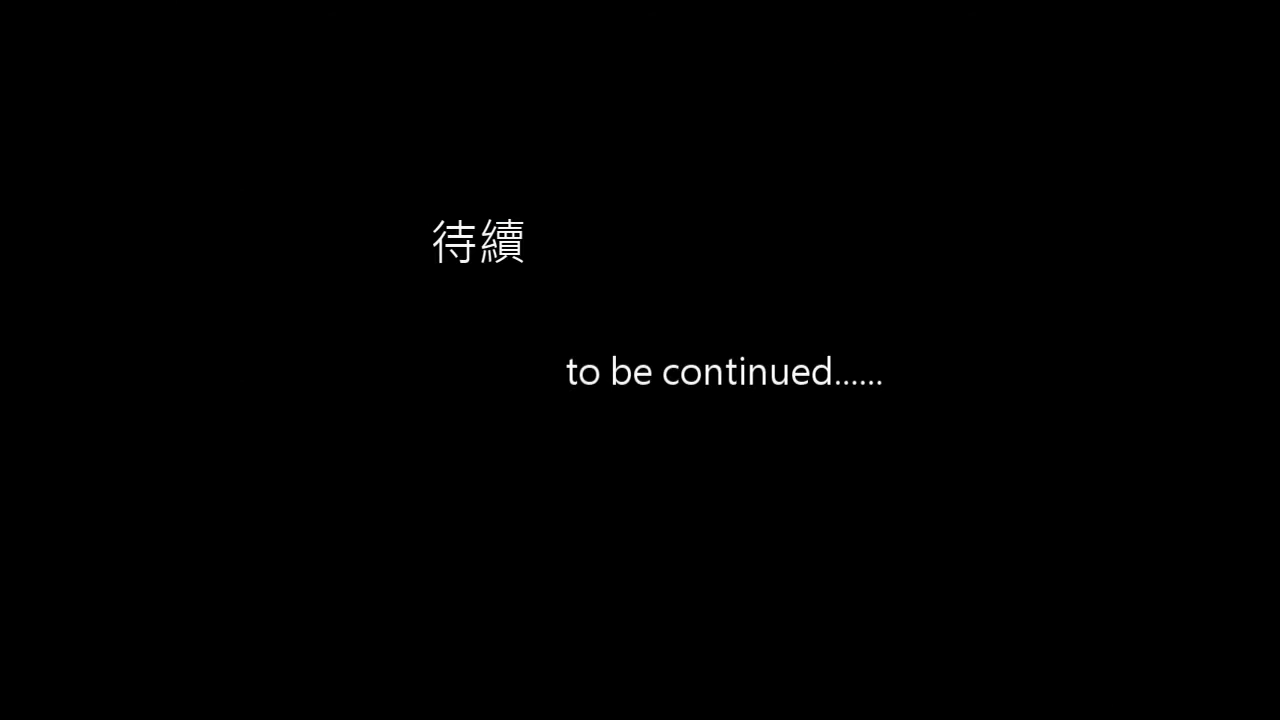 待續
to be continued......